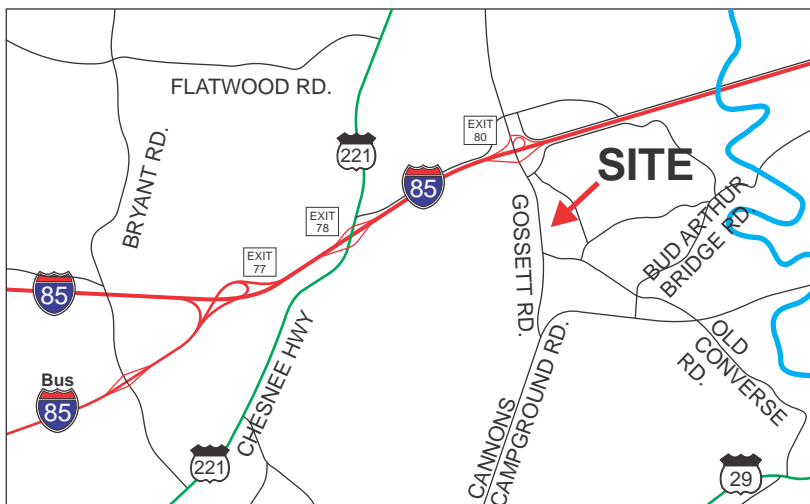 FLATWOOD RD.
BRYANT RD.
221
EXIT
80
SITE
85
GOSSETT RD.
BUD ARTHUR
BRIDGE RD.
EXIT
78
EXIT
77
85
CHESNEE HWY
OLD
CONVERSE
RD.
CANNONS
CAMPGROUND RD.
Bus
85
221
29